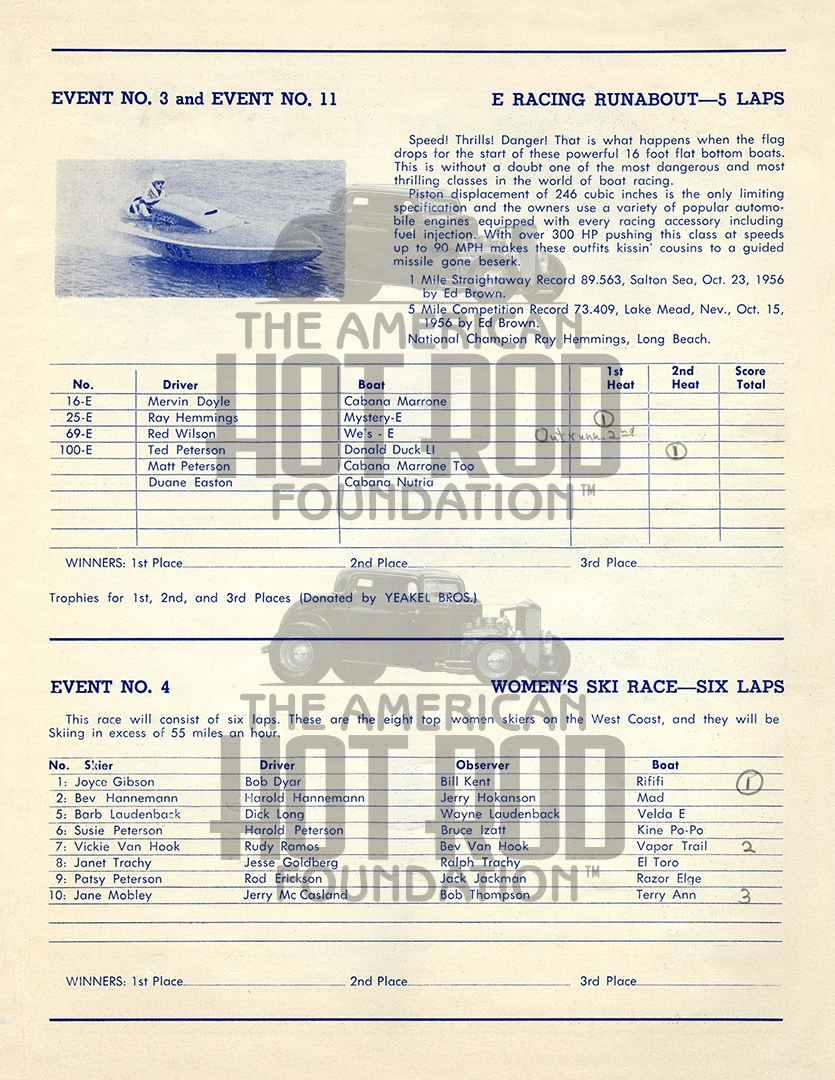 EVENT NO. 3 and EVENT NO. 11 E RACING RUNABOUT—5 LAPS
Speed! Thrills! Danger! That is what happens when the flag
drops for the start of these powerful 16 foot flat bottom boats.
This is without a doubt one of the most dangerous and most
thrilling classes in the world of boat racing.
Piston displacement of 246 cubic inches is the only limiting
specification and the owners use a variety of popular automo-
bile engines equipped with every racing accessory including
fuel injection. With over 300 HP pushing this class at speeds
up to 90 MPH makes these outfits kissin' cousins to a guided
missile gone beserk.
1 Mile Straightaway Record 89.563, Salton Sea, Oct. 23, 1956
by Ed Brown.
5 Mile Competition Record 73.409, Lake Mead, Nev., Oct. 15,
1956 by Ed Brown.
National Champion Ray Hemmings, Long Beach.
THE AMERICAN
HOT ROD
FOUNDATION™
No. Driver Boat 1st Heat 2nd Heat Score Total
16-E Mervin Doyle Cabana Marrone
25-E Ray Hemmings Mystery-E 1
69-E Red Wilson We's - E 2nd
100-E Ted Peterson Donald Duck LI 1
Matt Peterson Cabana Marrone Too
Duane Easton Cabana Nutria
WINNERS: 1st Place 2nd Place 3rd Place
Trophies for 1st, 2nd, and 3rd Places (Donated by YEAKEL BROS.)
EVENT NO. 4 WOMEN'S SKI RACE—SIX LAPS
This race will consist of six laps. These are the eight top women skiers on the West Coast, and they will be
Skiing in excess of 55 miles an hour.
THE AMERICAN
HOT ROD
FOUNDATION™
No. Skier Driver Observer Boat
1: Joyce Gibson Bob Dyar Bill Kent Rififi 1
2: Bev Hannemann Harold Hannemann Jerry Hokanson Mad
5: Barb Laudenback Dick Long Wayne Laudenback Velda E
6: Susie Peterson Harold Peterson Bruce Izatt Kine Po-Po
7: Vickie Van Hook Rudy Ramos Bev Van Hook Vapor Trail 2
8: Janet Trachy Jesse Goldberg Ralph Trachy El Toro
9: Patsy Peterson Rod Erickson Jack Jackman Razor Elge
10: Jane Mobley Jerry Mc Casland Bob Thompson Terry Ann 3
WINNERS: 1st Place 2nd Place 3rd Place